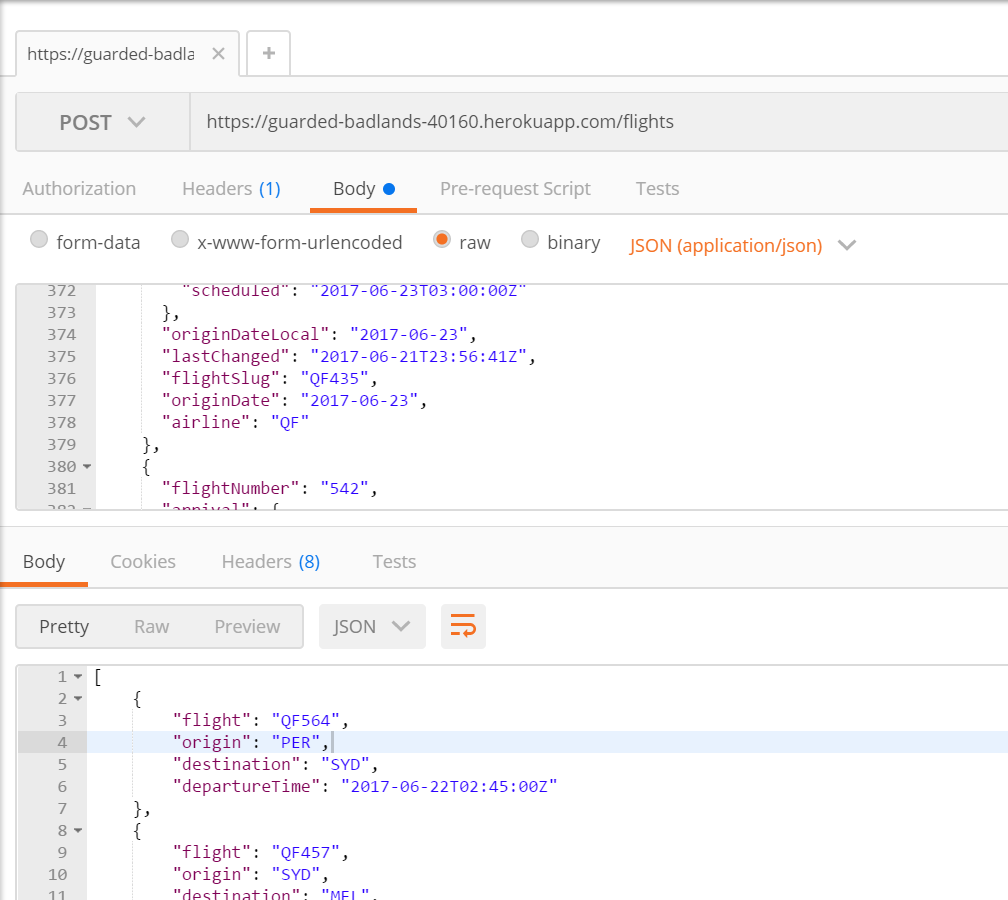 https://guarded-badla
POST https://guarded-badlands-40160.herokuapp.com/flights
Authorization Headers (1) Body Pre-request Script Tests
form-data x-www-form-urlencoded raw binary JSON (application/json)
372 "scheduled": "2017-06-23T03:00:00Z"
373 },
374 "originDateLocal": "2017-06-23",
375 "lastChanged": "2017-06-21T23:56:41Z",
376 "flightSlug": "QF435",
377 "originDate": "2017-06-23",
378 "airline": "QF"
379 },
380 {
381 "flightNumber": "542",
382 "arrival": {
Body Cookies Headers (8) Tests
Pretty Raw Preview JSON
1 [
2 {
3 "flight": "QF564",
4 "origin": "PER",
5 "destination": "SYD",
6 "departureTime": "2017-06-22T02:45:00Z"
7 },
8 {
9 "flight": "QF457",
10 "origin": "SYD",
11 "destination": "MEL",